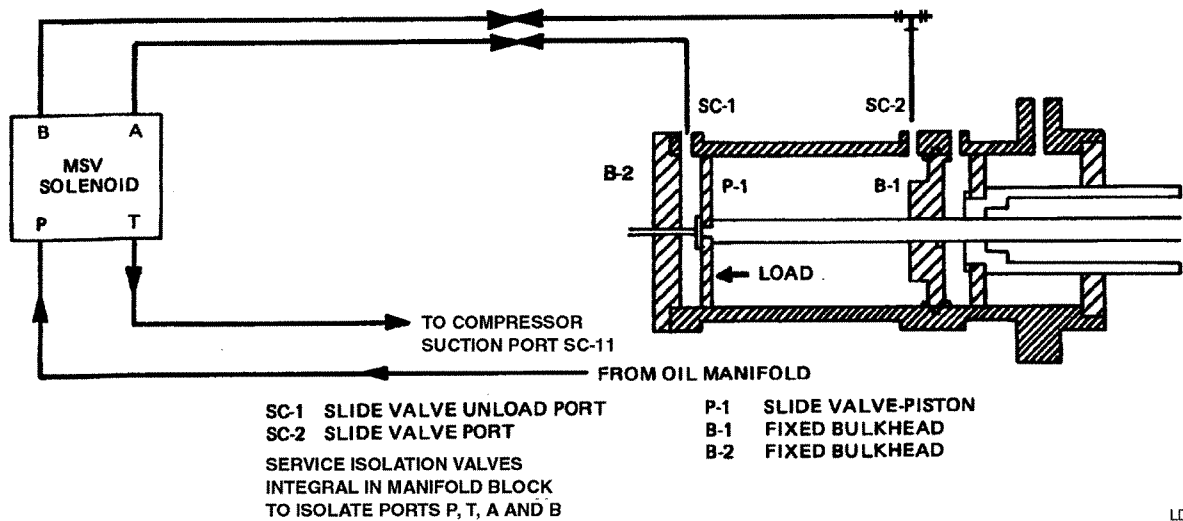 SC-1
SC-2
B A
MSV
SOLENOID
P T
B-2
P-1
B-1
LOAD
TO COMPRESSOR
SUCTION PORT SC-11
FROM OIL MANIFOLD
SC-1 SLIDE VALVE UNLOAD PORT
SC-2 SLIDE VALVE PORT
P-1 SLIDE VALVE-PISTON
B-1 FIXED BULKHEAD
B-2 FIXED BULKHEAD
SERVICE ISOLATION VALVES
INTEGRAL IN MANIFOLD BLOCK
TO ISOLATE PORTS P, T, A AND B